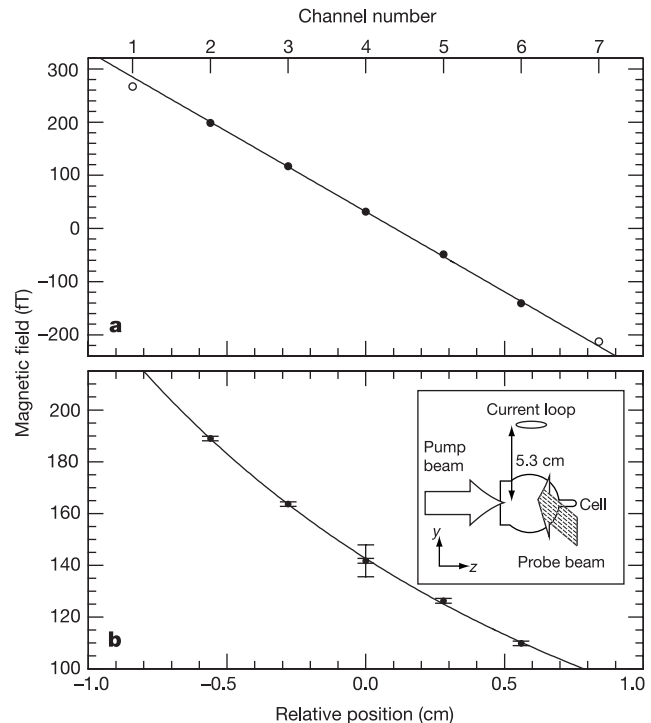 Channel number
1 2 3 4 5 6 7
300
200
100
0
−100
−200
a
Magnetic field (fT)
200
180
160
140
120
100
b
Current loop
Pump
beam
5.3 cm
Cell
y
z
Probe beam
−1.0 −0.5 0.0 0.5 1.0
Relative position (cm)